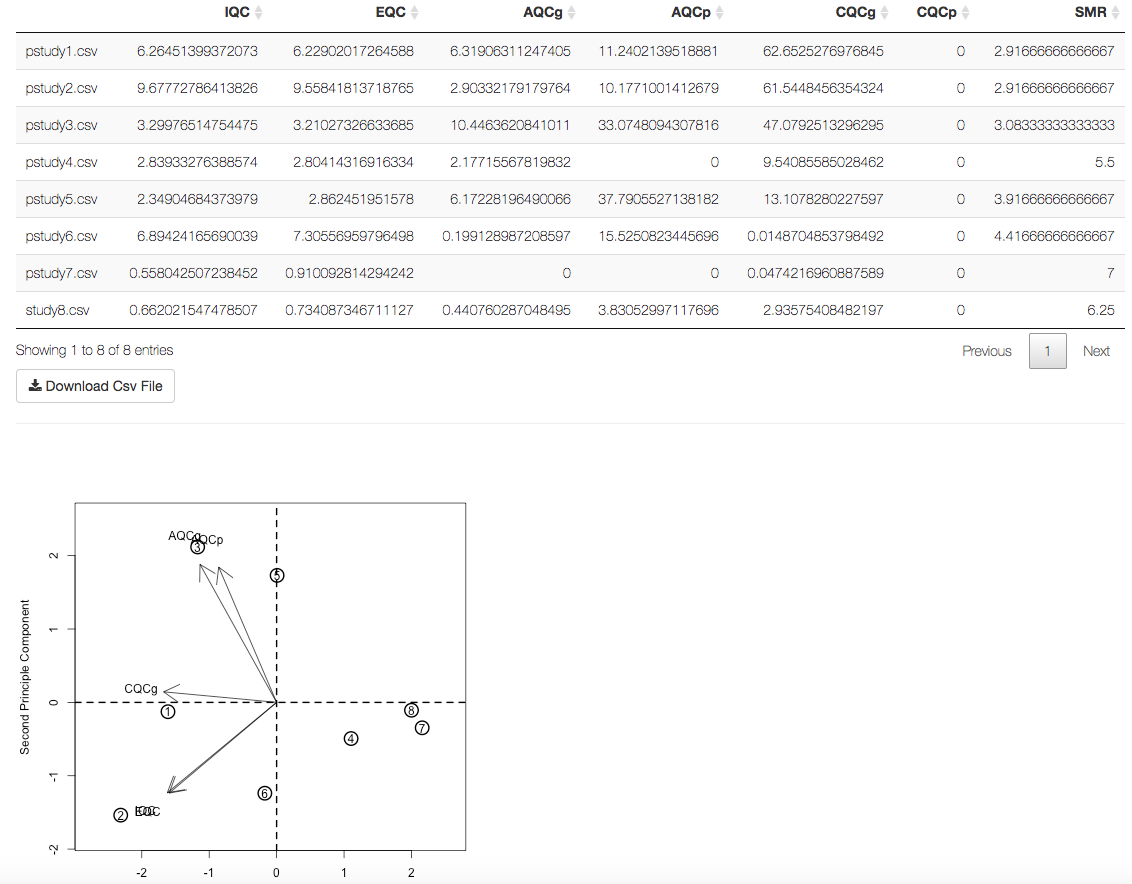 IQC EQC AQCg AQCp CQCg CQCp SMR
pstudy1.csv 6.26451399372073 6.22902017264588 6.31906311247405 11.2402139518881 62.6525276976845 0 2.91666666666667
pstudy2.csv 9.67772786413826 9.55841813718765 2.90332179179764 10.1771001412679 61.5448456354324 0 2.91666666666667
pstudy3.csv 3.29976514754475 3.21027326633685 10.4463620841011 33.0748094307816 47.0792513296295 0 3.08333333333333
pstudy4.csv 2.83933276388574 2.80414316916334 2.17715567819832 0 9.54085585028462 0 5.5
pstudy5.csv 2.34904684373979 2.862451951578 6.17228196490066 37.7905527138182 13.1078280227597 0 3.91666666666667
pstudy6.csv 6.89424165690039 7.30556959796498 0.199128987208597 15.5250823445696 0.0148704853798492 0 4.41666666666667
pstudy7.csv 0.558042507238452 0.910092814294242 0 0 0.0474216960887589 0 7
study8.csv 0.662021547478507 0.734087346711127 0.440760287048495 3.83052997117696 2.93575408482197 0 6.25
Showing 1 to 8 of 8 entries Previous 1 Next
Download Csv File
AQCg
3
2
5
1
Second Principle Component
CQCg
0
1
8
7
4
-1
6
2
-2
-2 -1 0 1 2